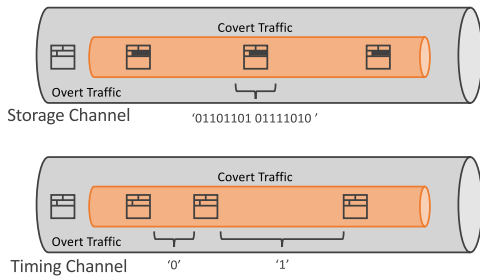 Covert Traffic
Overt Traffic
Storage Channel
‘01101101 01111010 ’
Covert Traffic
Overt Traffic
Timing Channel
‘0’
‘1’